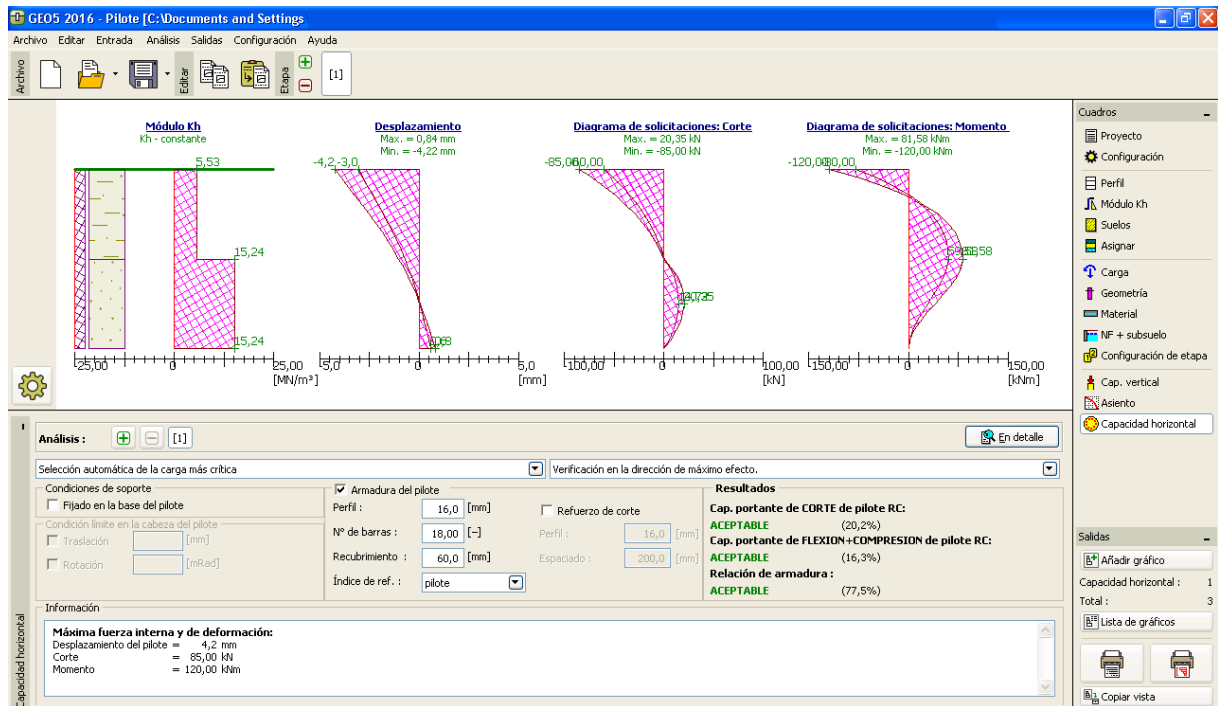 GEO5 2016 - Pilote [C:\Documents and Settings
Archivo Editar Entrada Análisis Salidas Configuración Ayuda
Archivo
Editar
Etapa
[1]
Módulo Kh
Kh - constante
5,53
15,24
15,24
-25,00 0 25,00
[MN/m³]
Desplazamiento
Max. = 0,84 mm
Min. = -4,22 mm
-4,2 -3,0
-5,0 0 5,0
[mm]
Diagrama de solicitaciones: Corte
Max. = 20,35 kN
Min. = -85,00 kN
-100,00 0 100,00
[kN]
Diagrama de solicitaciones: Momento
Max. = 81,58 kNm
Min. = -120,00 kNm
-120,00
-150,00 0 150,00
[kNm]
Cuadros
Proyecto
Configuración
Perfil
Módulo Kh
Suelos
Asignar
Carga
Geometría
Material
NF + subsuelo
Configuración de etapa
Cap. vertical
Asiento
Capacidad horizontal
Análisis :
[1]
En detalle
Selección automática de la carga más crítica
Verificación en la dirección de máximo efecto.
Condiciones de soporte
Fijado en la base del pilote
Condición límite en la cabeza del pilote
Traslación [mm]
Rotación [mRad]
Armadura del pilote
Perfil : 16,0 [mm]
Nº de barras : 18,00 [-]
Recubrimiento : 60,0 [mm]
Índice de ref. : pilote
Refuerzo de corte
Perfil : 16,0 [mm]
Espaciado : 200,0 [mm]
Resultados
Cap. portante de CORTE de pilote RC:
ACEPTABLE (20,2%)
Cap. portante de FLEXION+COMPRESION de pilote RC:
ACEPTABLE (16,3%)
Relación de armadura :
ACEPTABLE (77,5%)
Información
Máxima fuerza interna y de deformación:
Desplazamiento del pilote = 4,2 mm
Corte = 85,00 kN
Momento = 120,00 kNm
Capacidad horizontal
Salidas
Añadir gráfico
Capacidad horizontal : 1
Total : 3
Lista de gráficos
Copiar vista